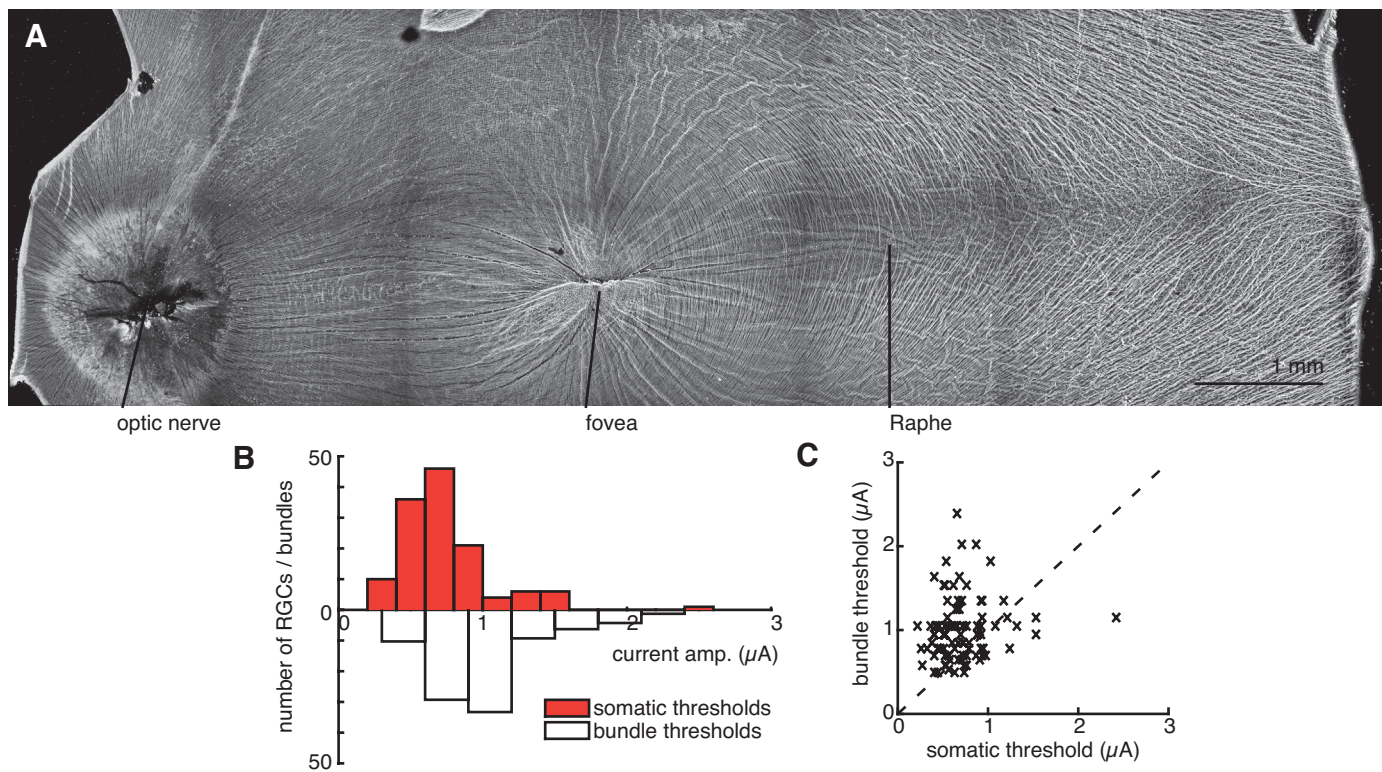 A
1 mm
optic nerve
fovea
Raphe
B
number of RGCs / bundles
50
0
50
1
2
3
current amp. (µA)
somatic thresholds
bundle thresholds
C
bundle threshold (µA)
3
2
1
0
0
1
2
3
somatic threshold (µA)